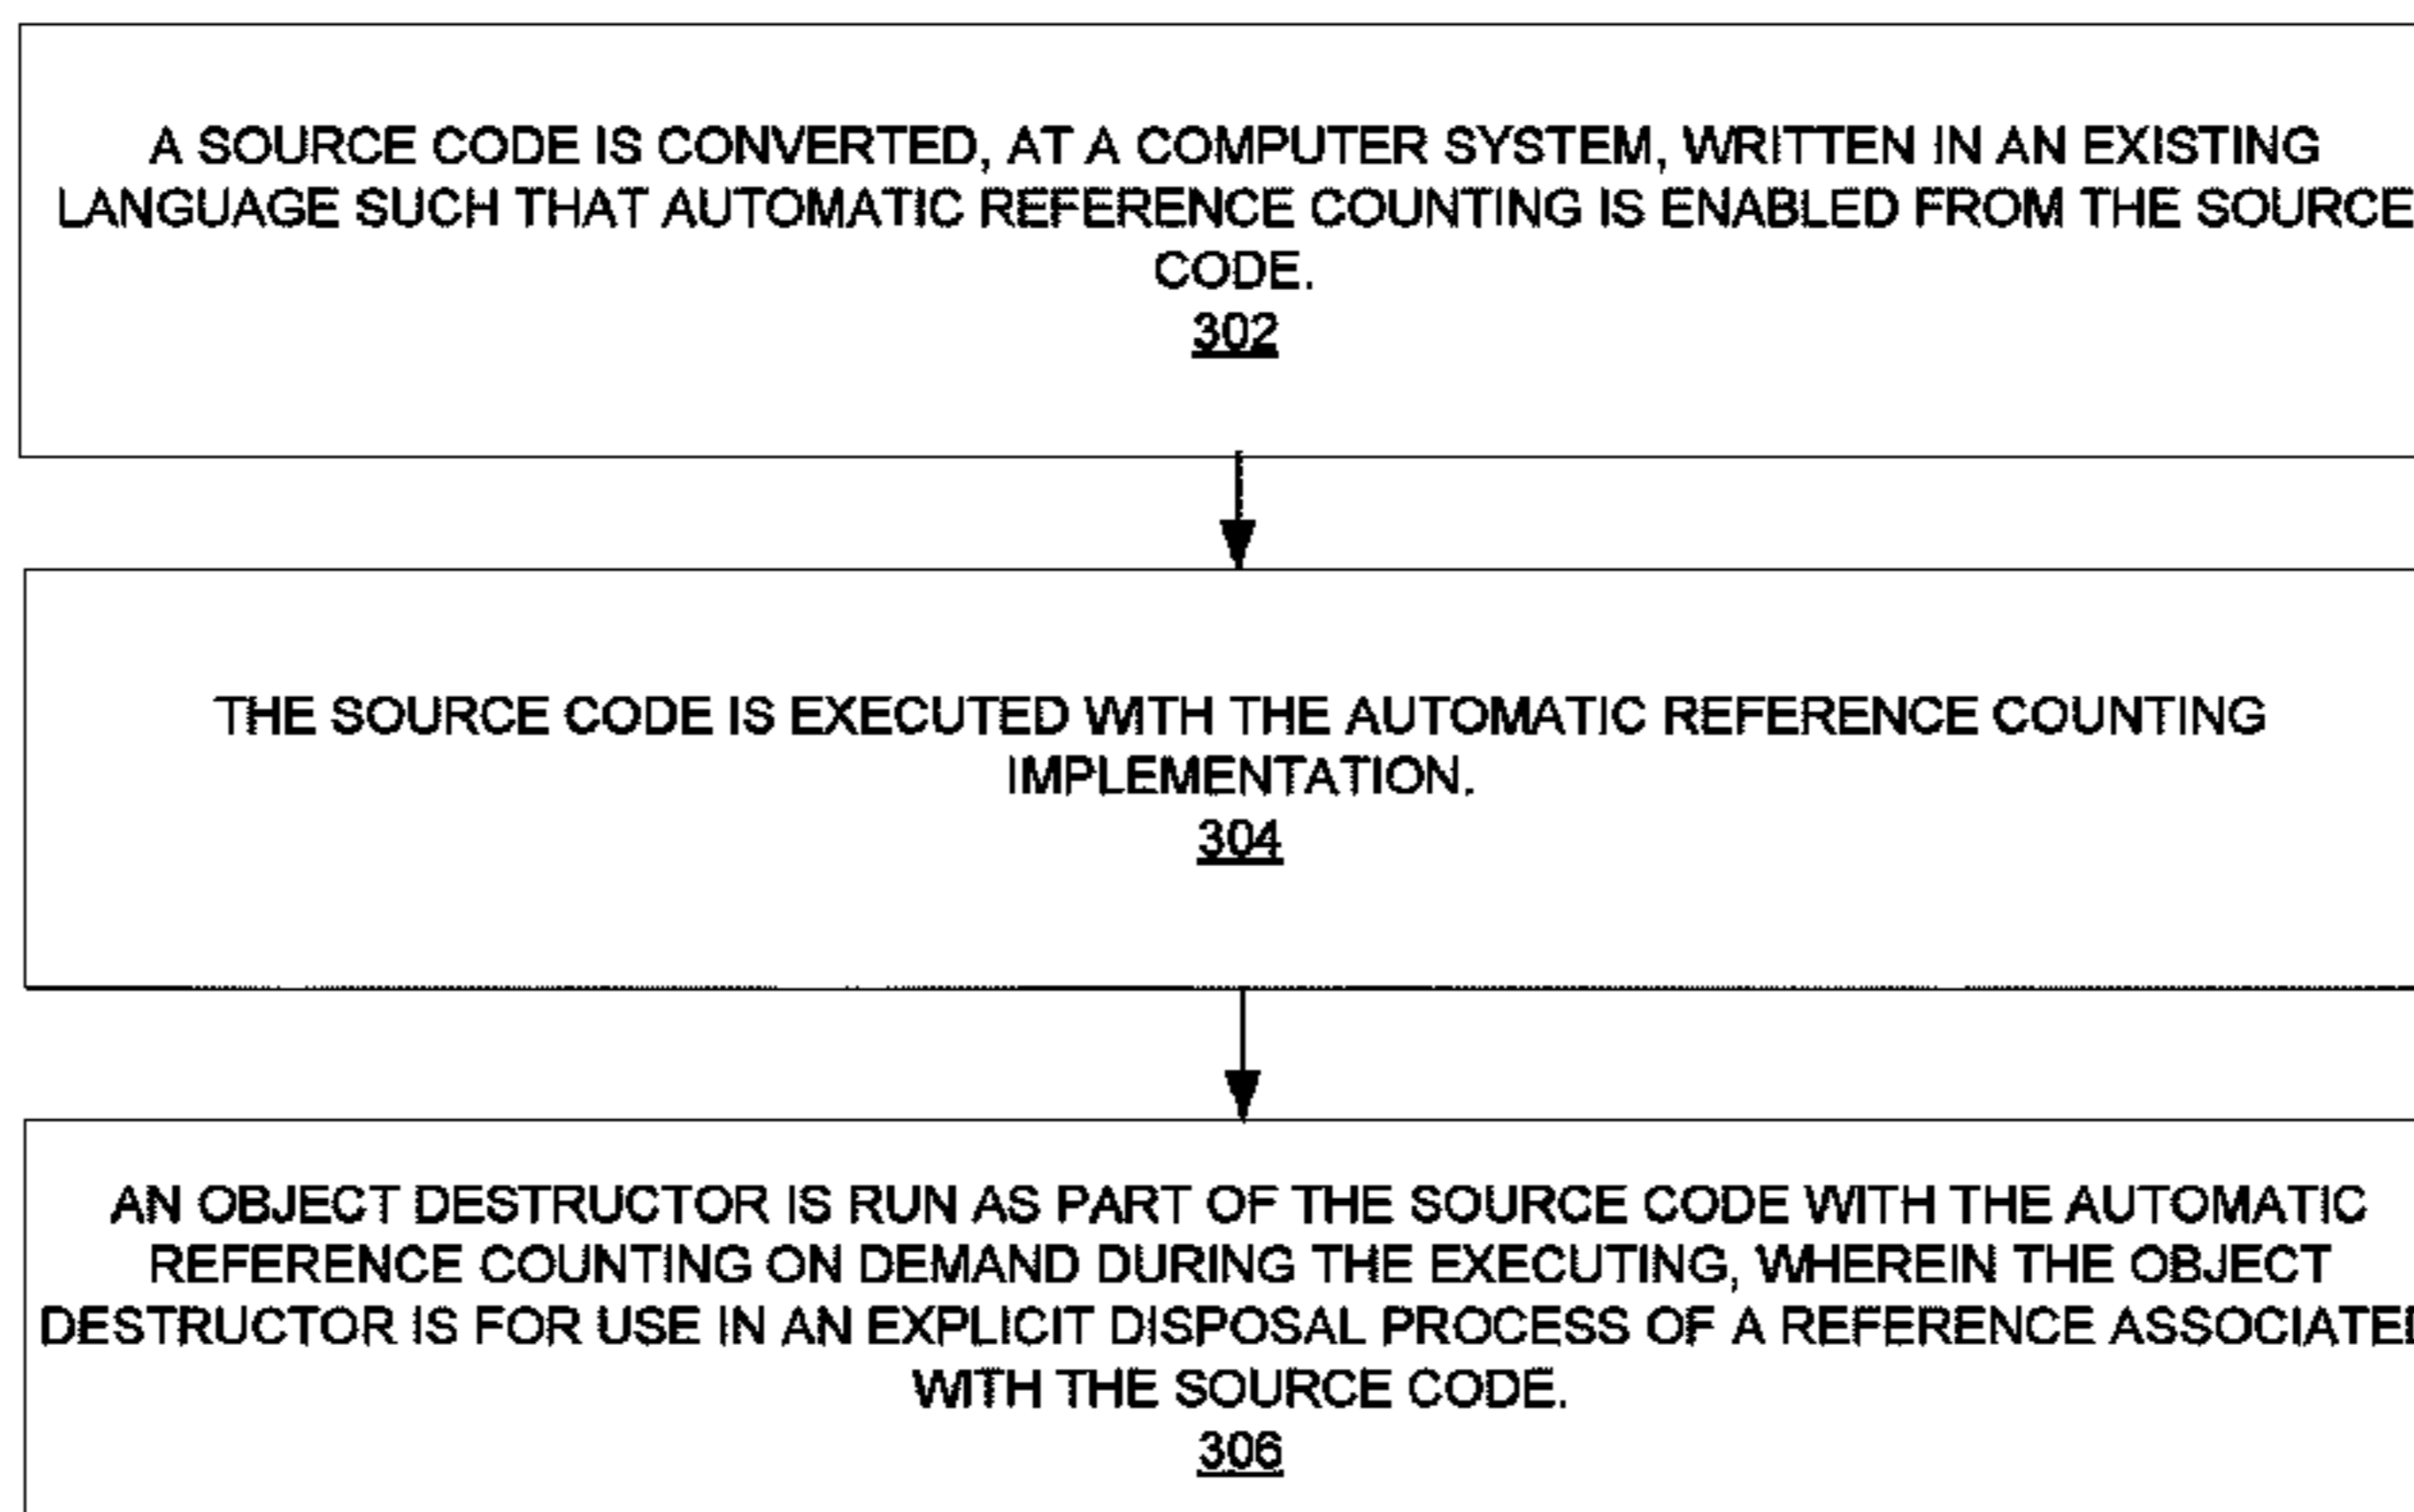 A SOURCE CODE IS CONVERTED, AT A COMPUTER SYSTEM, WRITTEN IN AN EXISTING
LANGUAGE SUCH THAT AUTOMATIC REFERENCE COUNTING IS ENABLED FROM THE SOURCE
CODE.
302
THE SOURCE CODE IS EXECUTED WITH THE AUTOMATIC REFERENCE COUNTING
IMPLEMENTATION.
304
AN OBJECT DESTRUCTOR IS RUN AS PART OF THE SOURCE CODE WITH THE AUTOMATIC
REFERENCE COUNTING ON DEMAND DURING THE EXECUTING, WHEREIN THE OBJECT
DESTRUCTOR IS FOR USE IN AN EXPLICIT DISPOSAL PROCESS OF A REFERENCE ASSOCIATED
WITH THE SOURCE CODE.
306